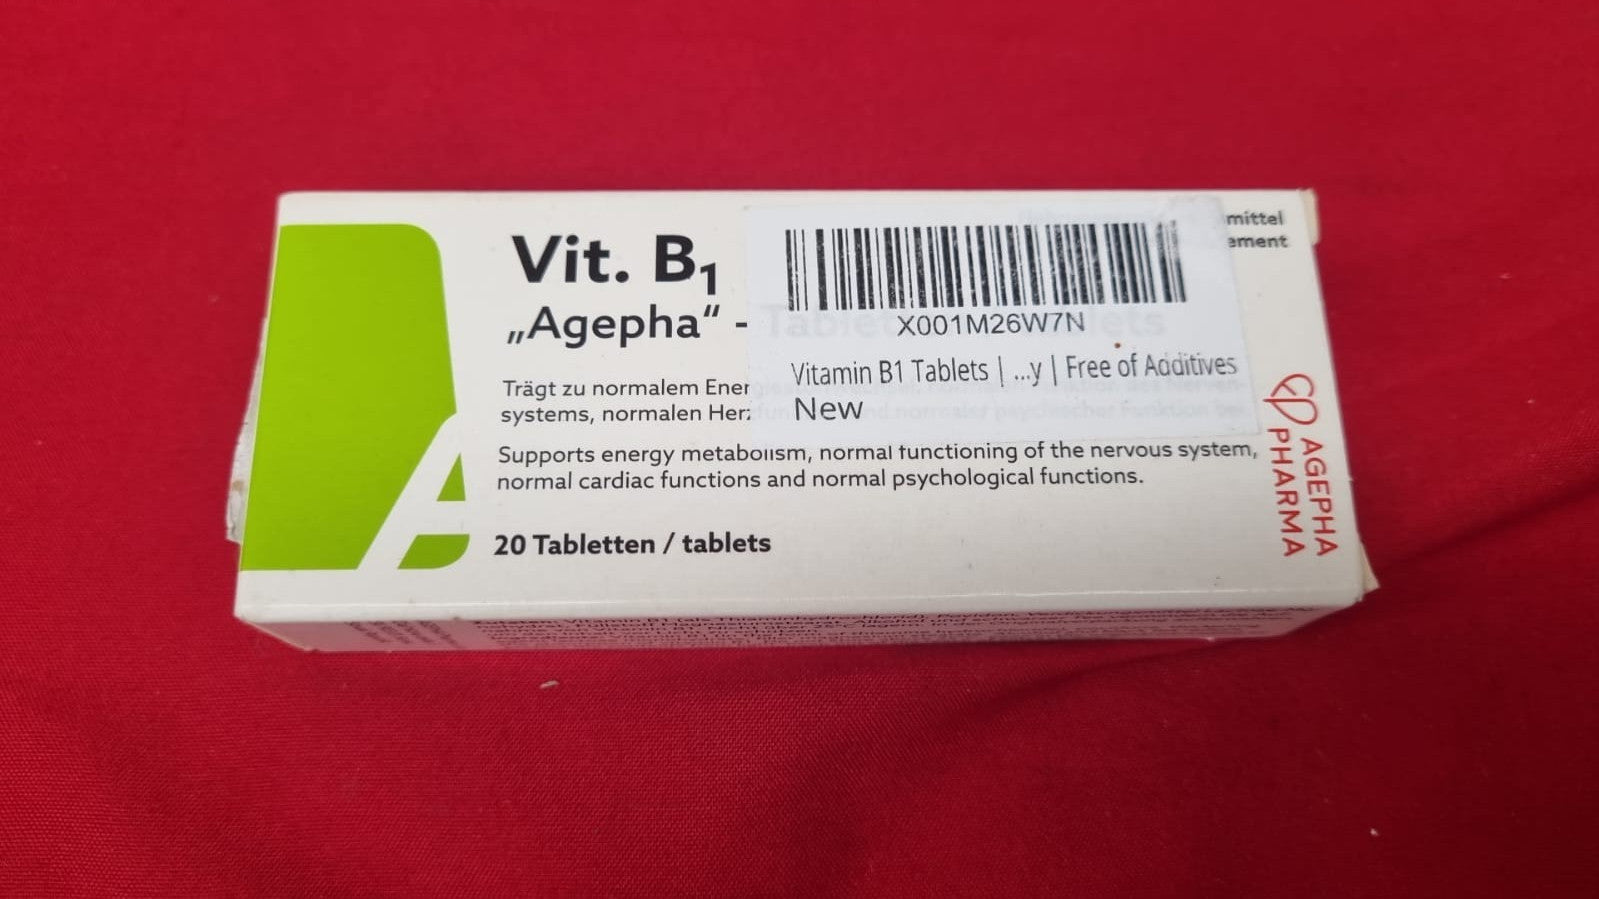 Vit. B1
„Agepha“ -
mittel
ement
X001M26W7N
Vitamin B1 Tablets | ...y | Free of Additives
New
Trägt zu normalem Ener
systems, normalen Her
Supports energy metabolism, normal functioning of the nervous system,
normal cardiac functions and normal psychological functions.
20 Tabletten / tablets
AGEPHA
PHARMA